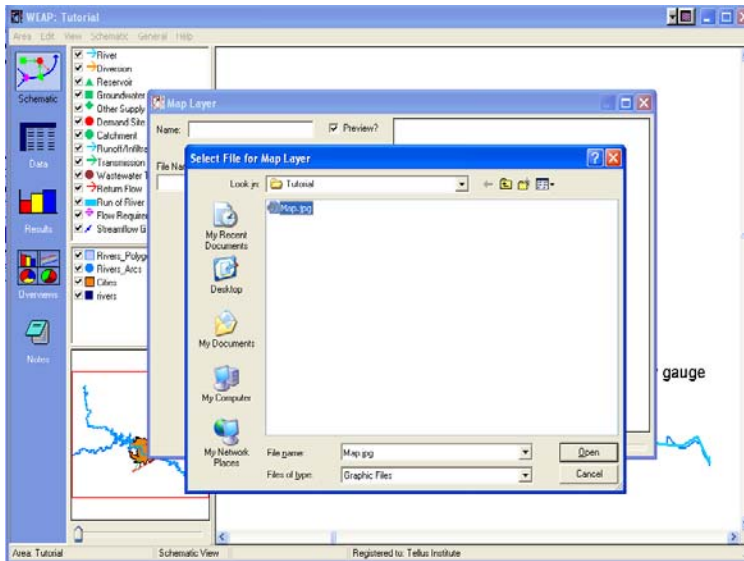 WEAP: Tutorial
Area Edit View Schematic General Help
Schematic
Data
Results
Overviews
Notes
River
Diversion
Reservoir
Groundwater
Other Supply
Demand Site
Catchment
Runoff/Infiltra
Transmission
Wastewater T
Return Flow
Run of River
Flow Require
Streamflow G
Rivers_Polyg
Rivers_Arcs
Cities
rivers
Map Layer
Name:
Preview?
File Na
Select File for Map Layer
Look in:
Tutorial
Map.jpg
My Recent Documents
Desktop
My Documents
My Computer
My Network Places
File name:
Map.jpg
Open
Files of type:
Graphic Files
Cancel
gauge
Area: Tutorial
Schematic View
Registered to: Tellus Institute